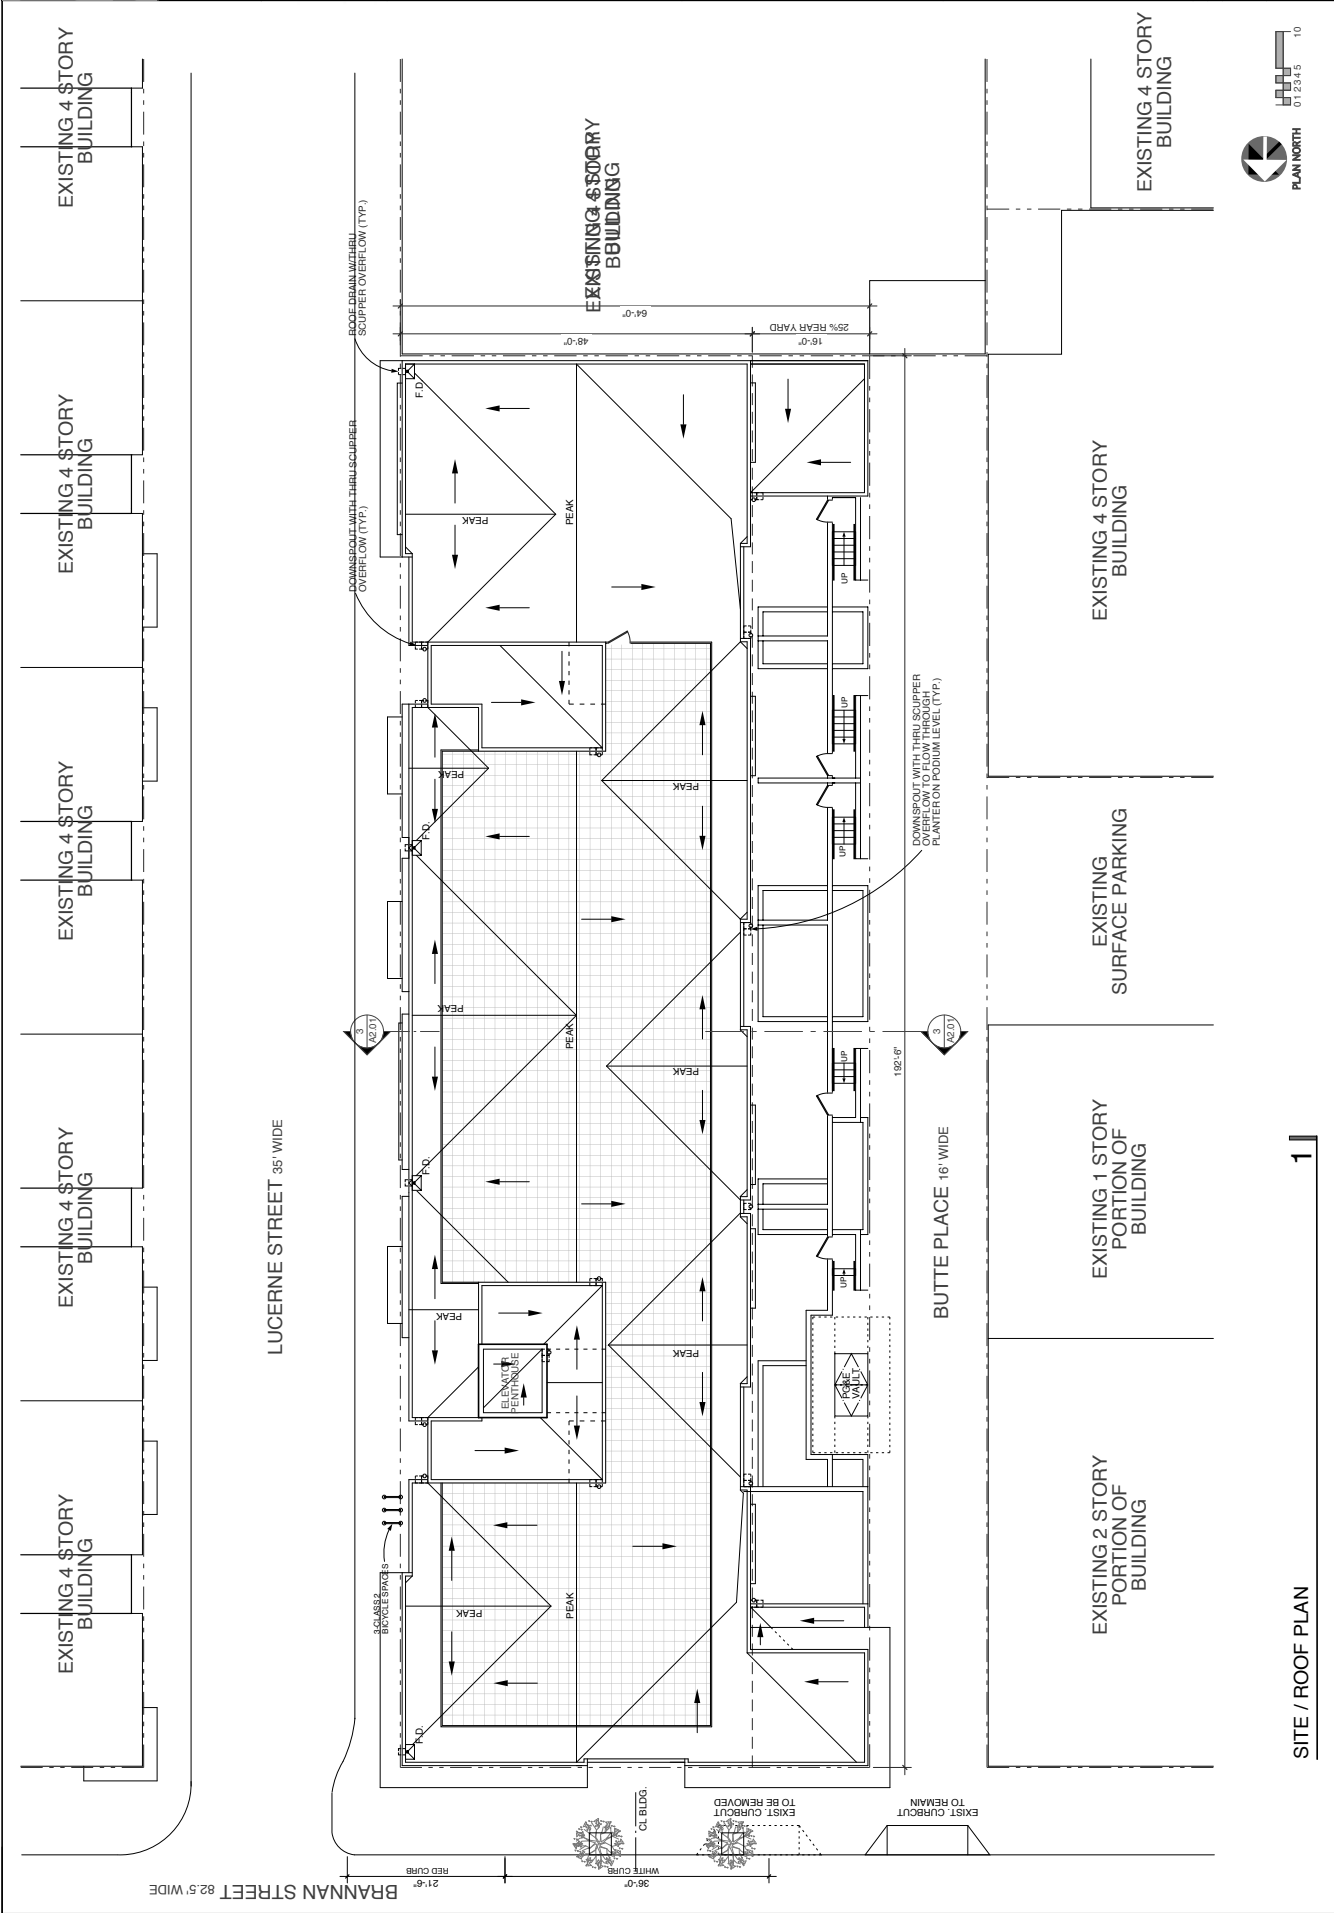 EXISTING 4 STORY
BUILDING
EXISTING 4 STORY
BUILDING
EXISTING 4 STORY
BUILDING
EXISTING 4 STORY
BUILDING
EXISTING 4 STORY
BUILDING
LUCERNE STREET 35' WIDE
ROOF DRAIN W/THRU
SCUPPER OVERFLOW (TYP.)
DOWNSPOUT WITH THRU SCUPPER
OVERFLOW (TYP.)
3 CLASS 2
BICYCLE SPACES
3
A2.01
EXISTING 4 STORY
BUILDING
64'-0"
48'-0"
16'-0"
25% REAR YARD
F.D.
PEAK
PEAK
PEAK
F.D.
PEAK
PEAK
PEAK
PEAK
F.D.
PEAK
PEAK
PEAK
ELEVATOR
PENTHOUSE
PEAK
PEAK
F.D.
UP
UP
UP
UP
UP
PG&E
VAULT
DOWNSPOUT WITH THRU SCUPPER
OVERFLOW TO FLOW THROUGH
PLANTER ON PODIUM LEVEL (TYP.)
3
A2.01
192'-6"
BUTTE PLACE 16' WIDE
EXISTING 4 STORY
BUILDING
EXISTING 4 STORY
BUILDING
EXISTING
SURFACE PARKING
EXISTING 1 STORY
PORTION OF
BUILDING
EXISTING 2 STORY
PORTION OF
BUILDING
BRANNAN STREET 82.5' WIDE
RED CURB
21'-6"
WHITE CURB
36'-0"
CL BLDG.
EXIST. CURBCUT
TO BE REMOVED
EXIST. CURBCUT
TO REMAIN
PLAN NORTH
0 1 2 3 4 5 10
SITE / ROOF PLAN
1